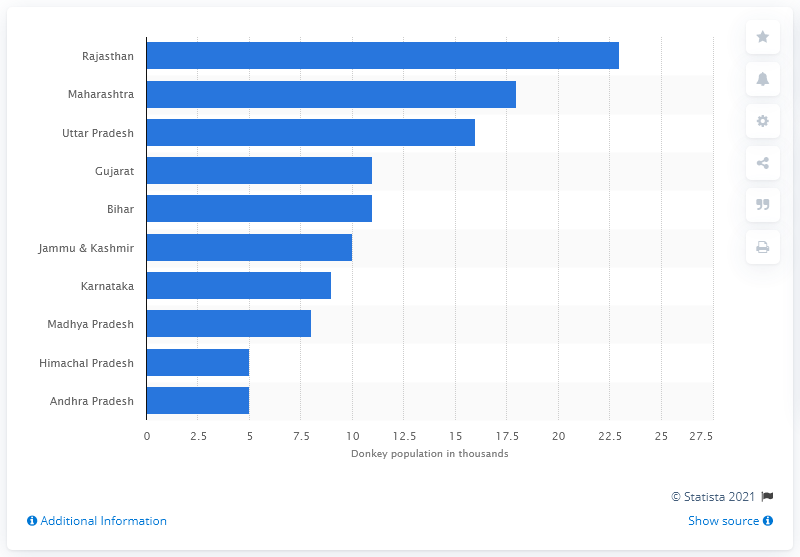 Rajasthan
Maharashtra
Uttar Pradesh
Gujarat
Bihar
Jammu & Kashmir
Karnataka
Madhya Pradesh
Himachal Pradesh
Andhra Pradesh
0 2.5 5 7.5 10 12.5 15 17.5 20 22.5 25 27.5
Donkey population in thousands
© Statista 2021
Additional Information
Show source